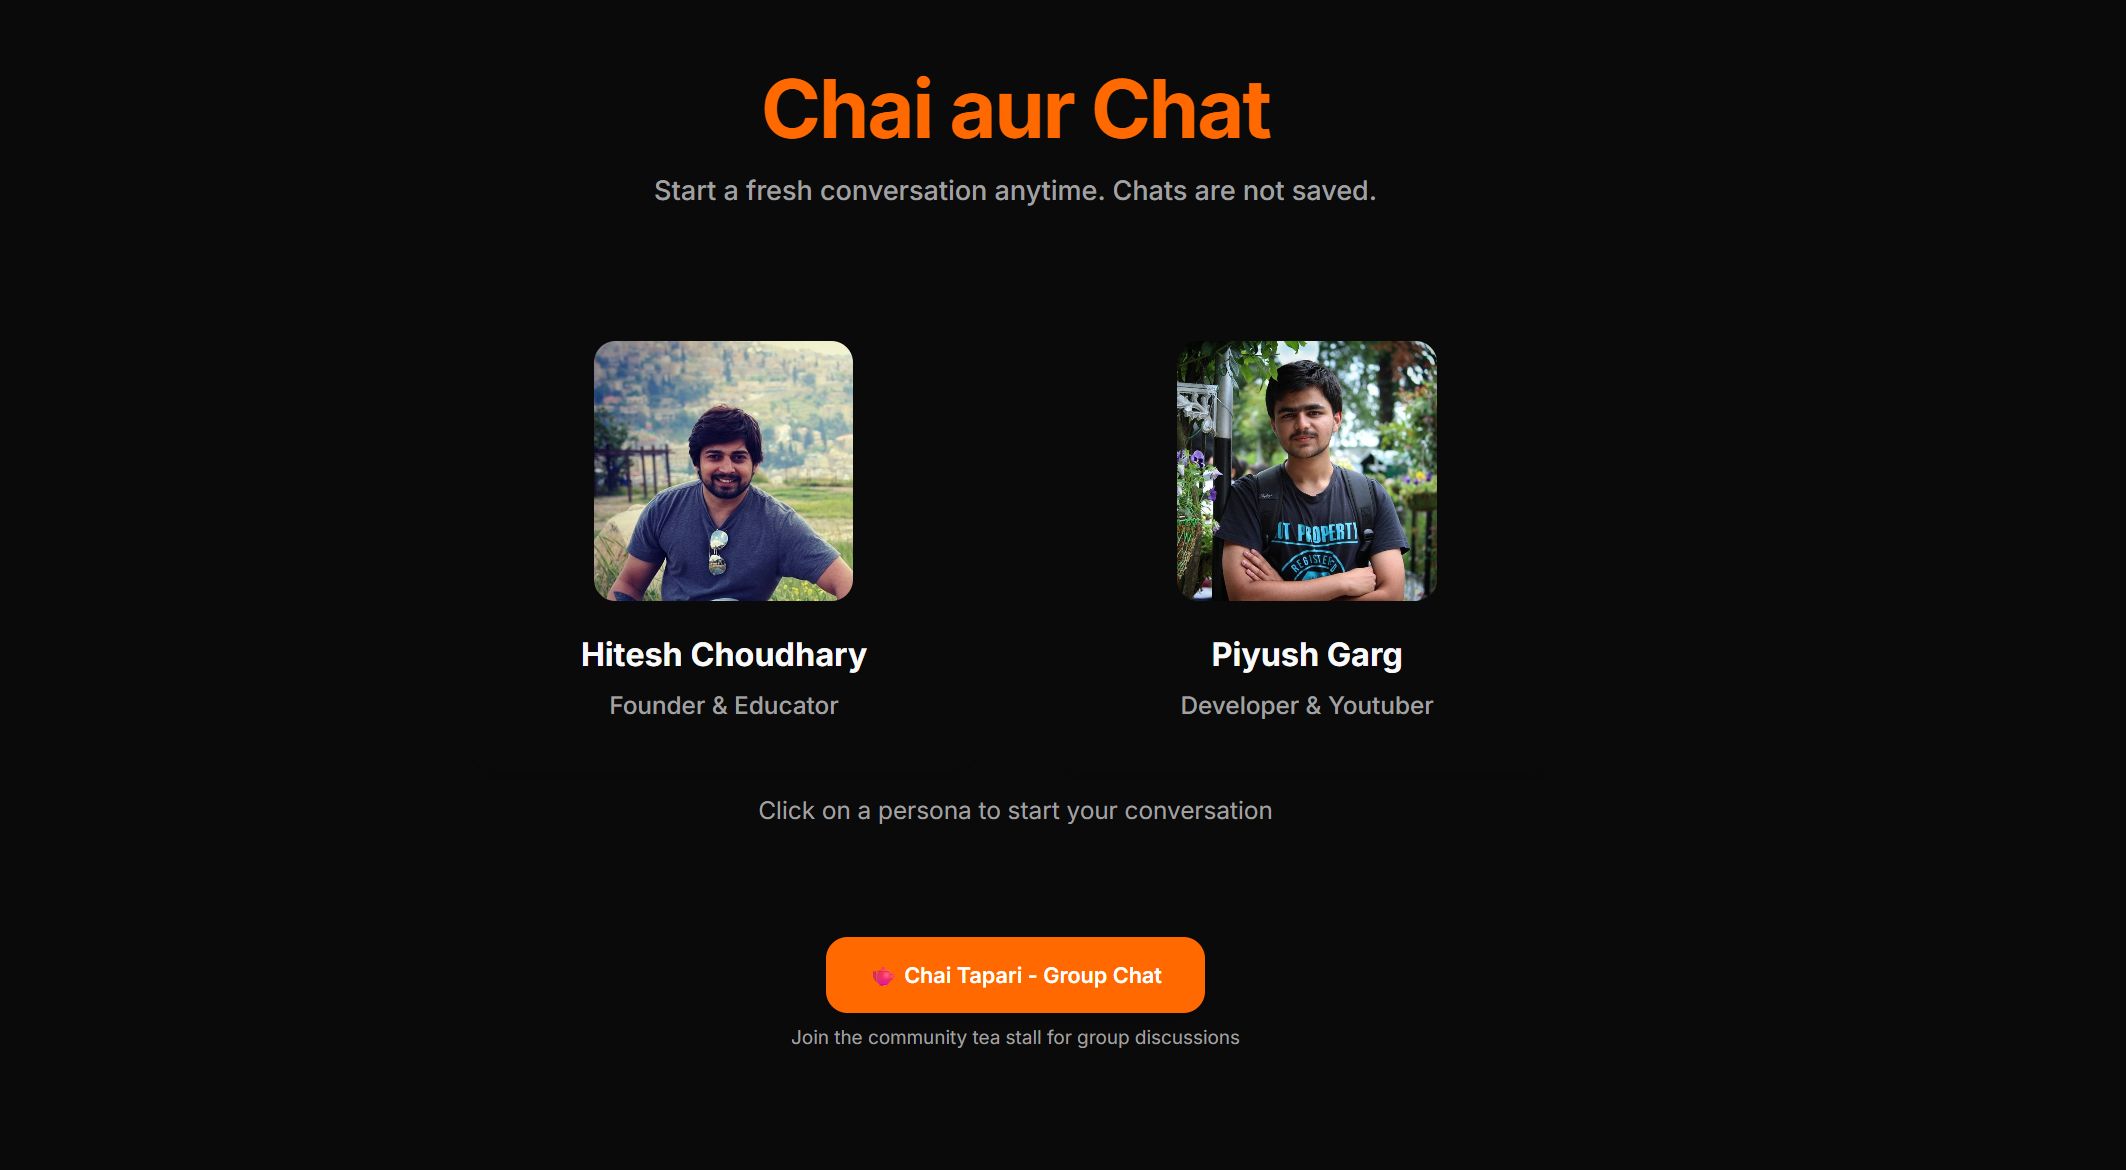 Chai aur Chat
Start a fresh conversation anytime. Chats are not saved.
PROPERTY
REGISTERED
Hitesh Choudhary
Piyush Garg
Founder & Educator
Developer & Youtuber
Click on a persona to start your conversation
Chai Tapari - Group Chat
Join the community tea stall for group discussions